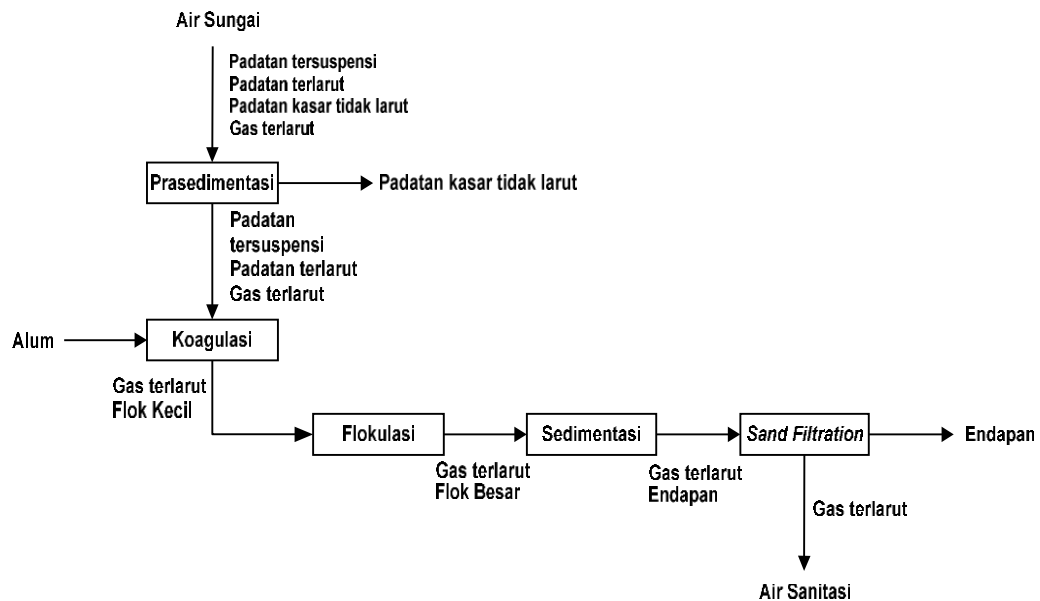 Air Sungai
Padatan tersuspensi
Padatan terlarut
Padatan kasar tidak larut
Gas terlarut
Prasedimentasi
Padatan kasar tidak larut
Padatan
tersuspensi
Padatan terlarut
Gas terlarut
Alum
Koagulasi
Gas terlarut
Flok Kecil
Flokulasi
Gas terlarut
Flok Besar
Sedimentasi
Gas terlarut
Endapan
Sand Filtration
Endapan
Gas terlarut
Air Sanitasi